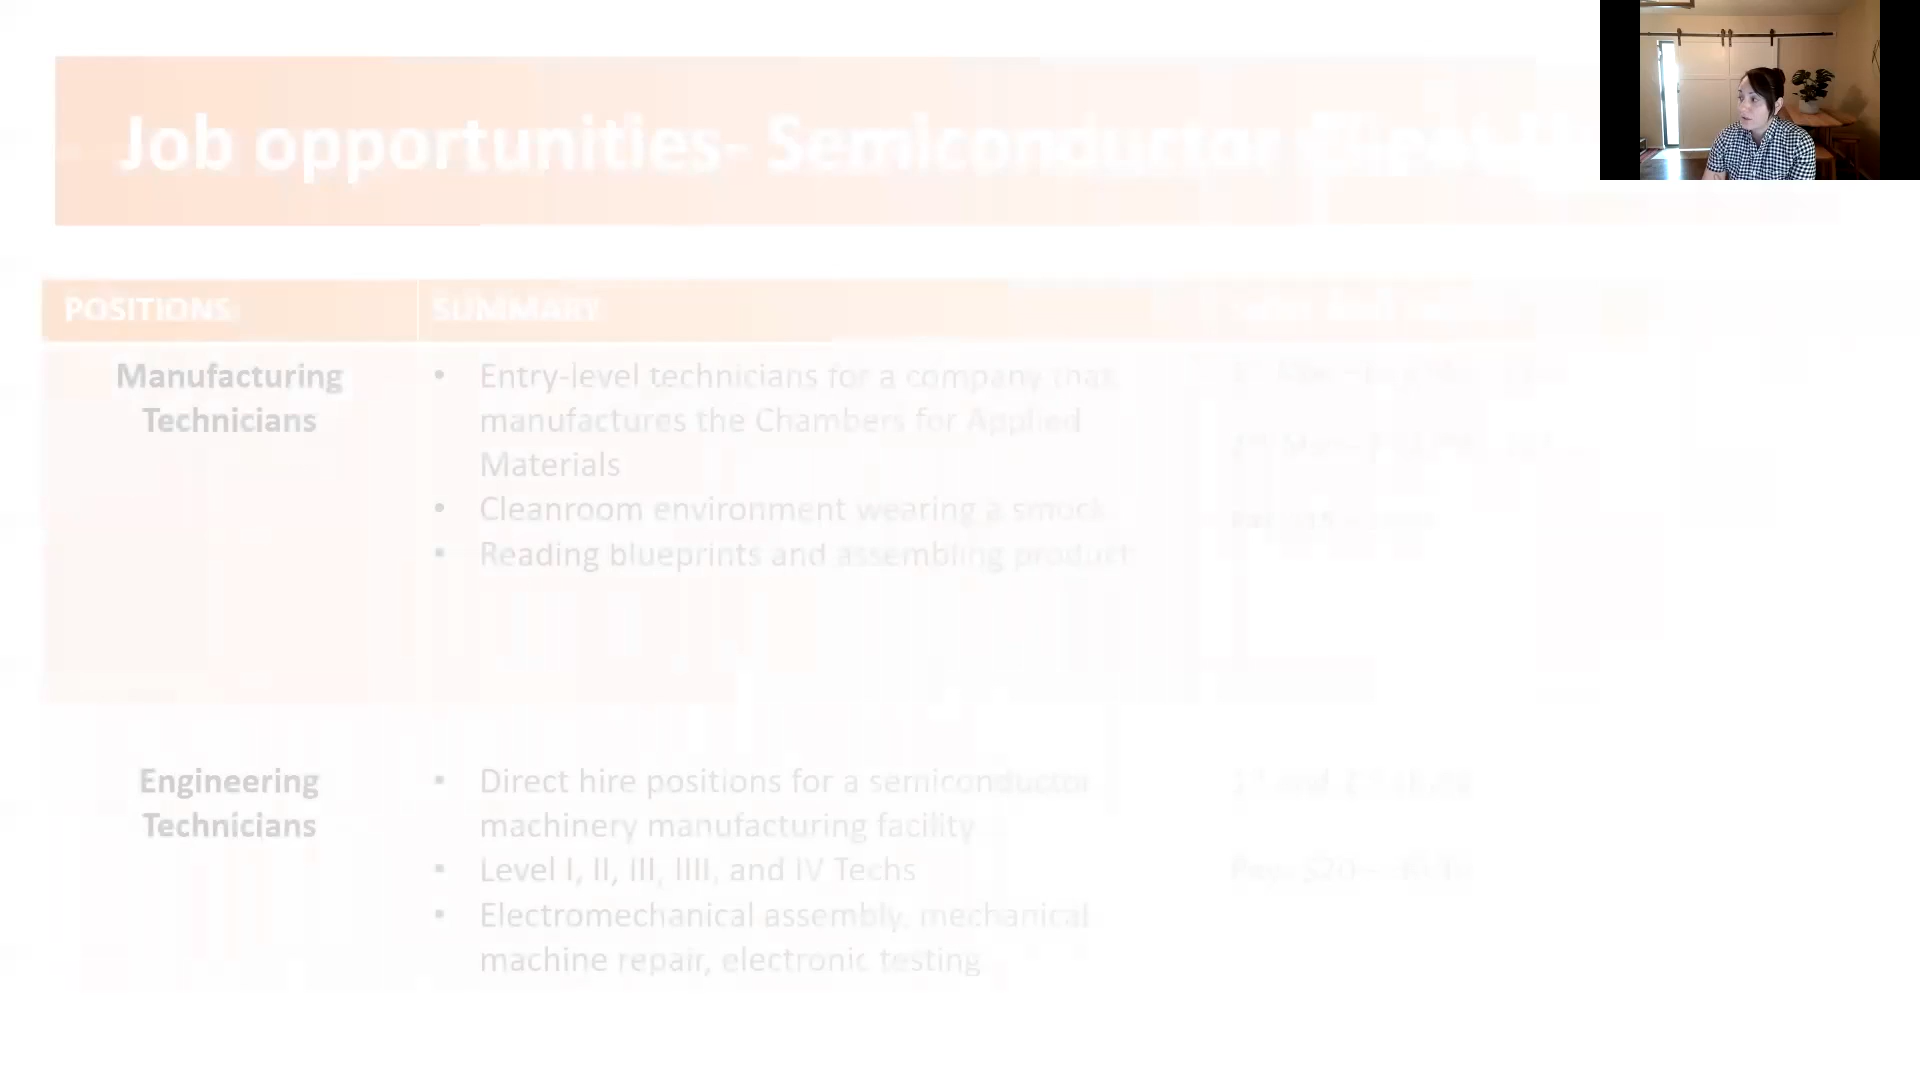 Job opportunities- Semiconductor
POSITIONS
SUMMARY
Manufacturing
Technicians
• Entry-level technicians for a company that
manufactures the Chambers for Applied
Materials
• Cleanroom environment wearing a smock
• Reading blueprints and assembling product
Engineering
Technicians
• Direct hire positions for a semiconductor
machinery manufacturing facility
• Level I, II, III, IIII, and IV Techs
• Electromechanical assembly, mechanical
machine repair, electronic testing